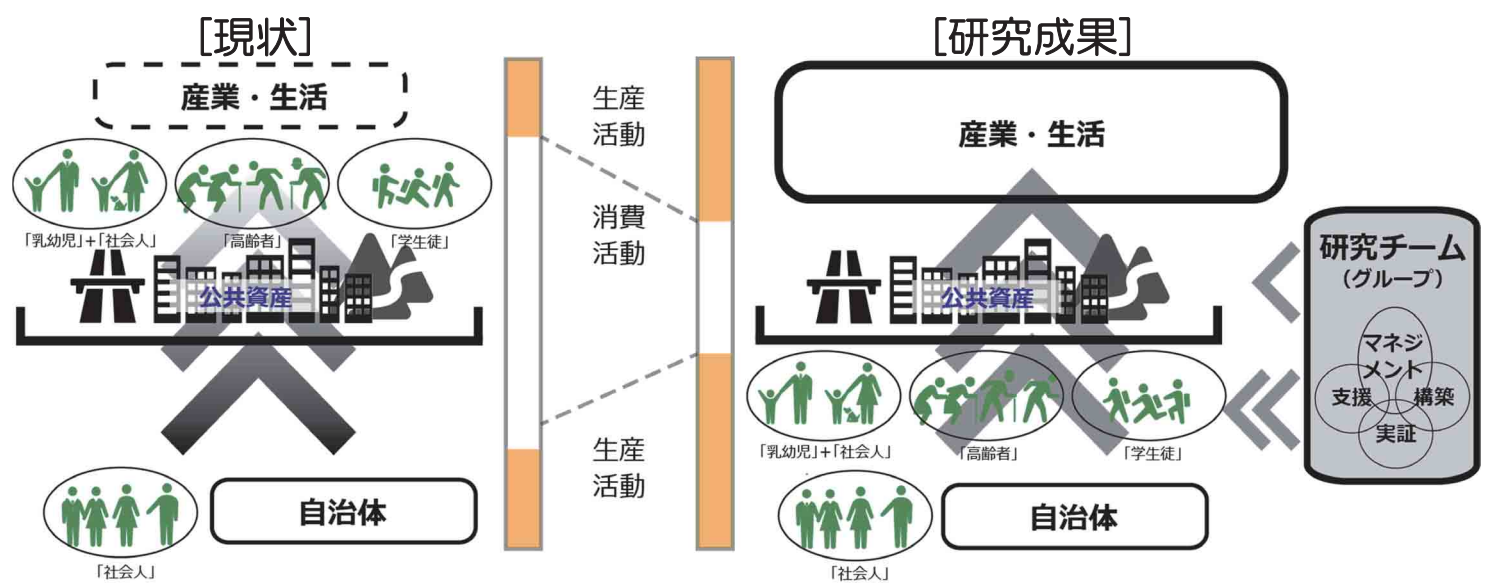 [現状]
産業・生活
「乳幼児」+「社会人」
「高齢者」
「学生徒」
公共資産
「社会人」
自治体
生産
活動
消費
活動
生産
活動
[研究成果]
産業・生活
公共資産
「乳幼児」+「社会人」
「高齢者」
「学生徒」
「社会人」
自治体
研究チーム
(グループ)
マネジ
メント
支援
構築
実証